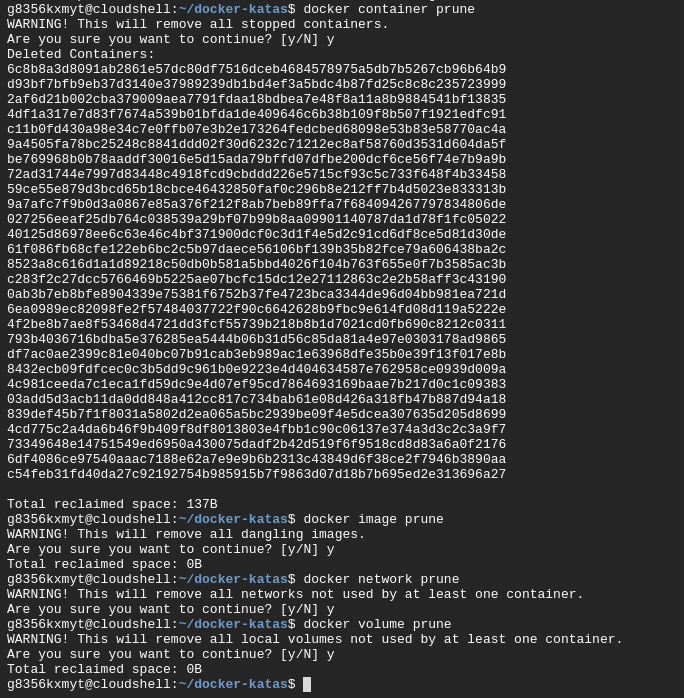 g8356kxmyt@cloudshell:~/docker-katas$ docker container prune
WARNING! This will remove all stopped containers.
Are you sure you want to continue? [y/N] y
Deleted Containers:
6c8b8a3d8091ab2861e57dc80df7516dceb4684578975a5db7b5267cb96b64b9
d93bf7bfb9eb37d3140e37989239db1bd4ef3a5bdc4b87fd25c8c8c235723999
2af6d21b002cba379009aea7791fdaa18bdbea7e48f8a11a8b9884541bf13835
4df1a317e7d83f7674a539b01bfda1de409646c6b38b109f8b507f1921edfc91
c11b0fd430a98e34c7e0ffb07e3b2e173264fedcbed68098e53b83e58770ac4a
9a4505fa78bc25248c8841ddd02f30d6232c71212ec8af58760d3531d604da5f
be769968b0b78aaddf30016e5d15ada79bffd07dfbe200dcf6ce56f74e7b9a9b
72ad31744e7997d83448c4918fcd9cbddd226e5715cf93c5c733f648f4b33458
59ce55e879d3bcd65b18cbce46432850faf0c296b8e212ff7b4d5023e833313b
9a7afc7f9b0d3a0867e85a376f212f8ab7beb89ffa7f684094267797834806de
027256eeaf25db764c038539a29bf07b99b8aa09901140787da1d78f1fc05022
40125d86978ee6c63e46c4bf371900dcf0c3d1f4e5d2c91cd6df8ce5d81d30de
61f086fb68cfe122eb6bc2c5b97daece56106bf139b35b82fce79a606438ba2c
8523a8c616d1a1d89218c50db0b581a5bbd4026f104b763f655e0f7b3585ac3b
c283f2c27dcc5766469b5225ae07bcfc15dc12e27112863c2e2b58aff3c43190
0ab3b7eb8bfe8904339e75381f6752b37fe4723bca3344de96d04bb981ea721d
6ea0989ec82098fe2f57484037722f90c6642628b9fbc9e614fd08d119a5222e
4f2be8b7ae8f53468d4721dd3fcf55739b218b8b1d7021cd0fb690c8212c0311
793b4036716bdba5e376285ea5444b06b31d56c85da81a4e97e0303178ad9865
df7ac0ae2399c81e040bc07b91cab3eb989ac1e63968dfe35b0e39f13f017e8b
8432ecb09fdfcec0c3b5dd9c961b0e9223e4d404634587e762958ce0939d009a
4c981ceeda7c1eca1fd59dc9e4d07ef95cd7864693169baae7b217d0c1c09383
03add5d3acb11da0dd848a412cc817c734bab61e08d426a318fb47b887d94a18
839def45b7f1f8031a5802d2ea065a5bc2939be09f4e5dcea307635d205d8699
4cd775c2a4da6b46f9b409f8df8013803e4fbb1c90c06137e374a3d3c2c3a9f7
73349648e14751549ed6950a430075dadf2b42d519f6f9518cd8d83a6a0f2176
6df4086ce97540aaac7188e62a7e9e9b6b2313c43849d6f38ce2f7946b3890aa
c54feb31fd40da27c92192754b985915b7f9863d07d18b7b695ed2e313696a27
Total reclaimed space: 137B
g8356kxmyt@cloudshell:~/docker-katas$ docker image prune
WARNING! This will remove all dangling images.
Are you sure you want to continue? [y/N] y
Total reclaimed space: 0B
g8356kxmyt@cloudshell:~/docker-katas$ docker network prune
WARNING! This will remove all networks not used by at least one container.
Are you sure you want to continue? [y/N] y
g8356kxmyt@cloudshell:~/docker-katas$ docker volume prune
WARNING! This will remove all local volumes not used by at least one container.
Are you sure you want to continue? [y/N] y
Total reclaimed space: 0B
g8356kxmyt@cloudshell:~/docker-katas$